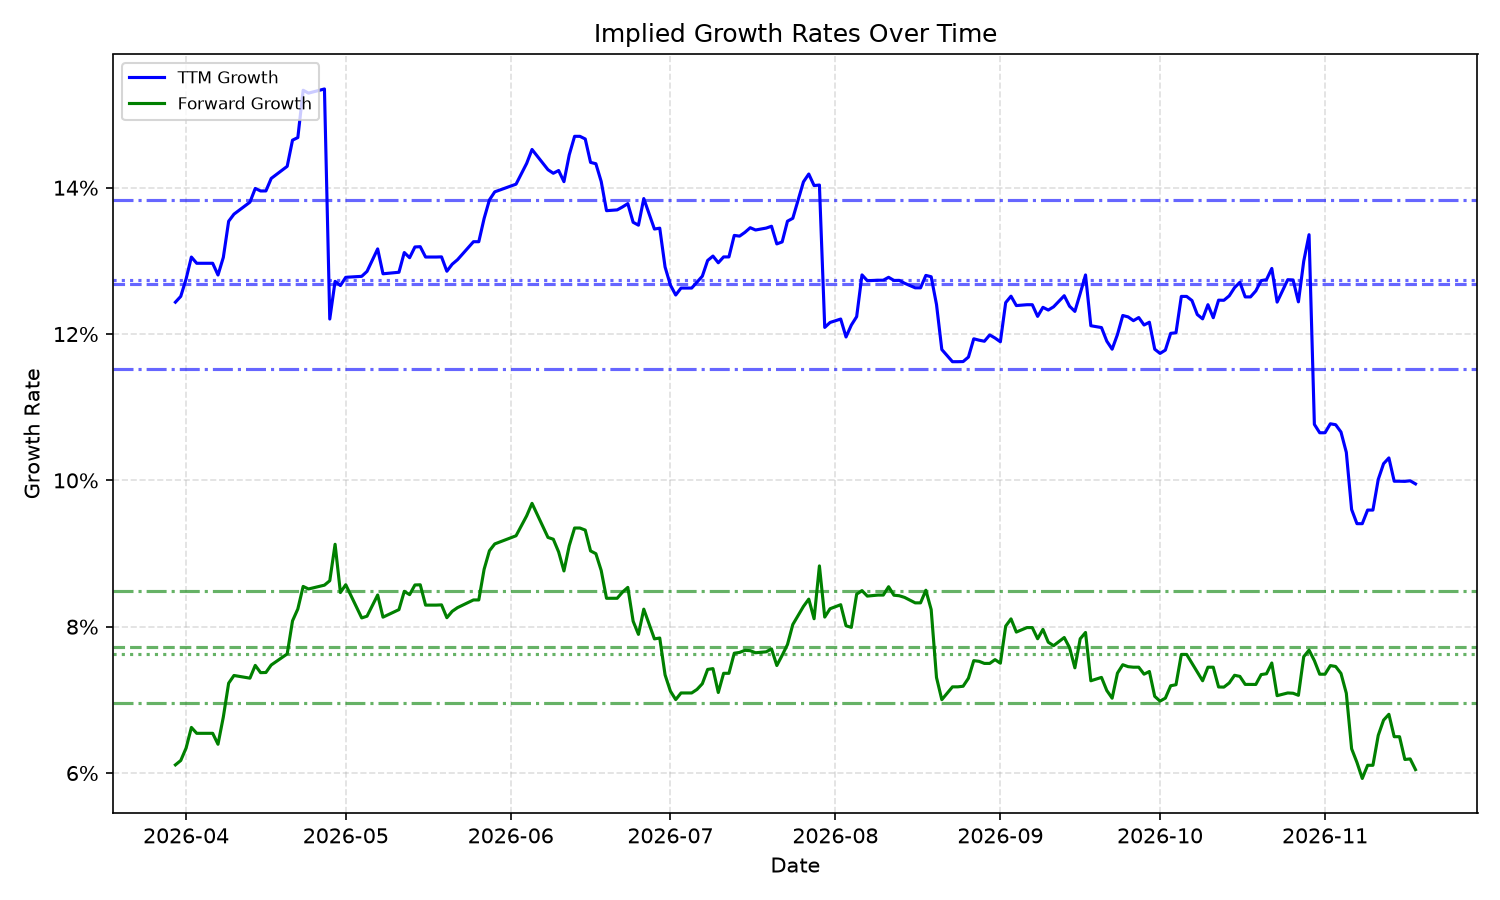 Implied Growth Rates Over Time
TTM Growth
Forward Growth
14%
12%
10%
8%
6%
Growth Rate
2026-04 2026-05 2026-06 2026-07 2026-08 2026-09 2026-10 2026-11
Date